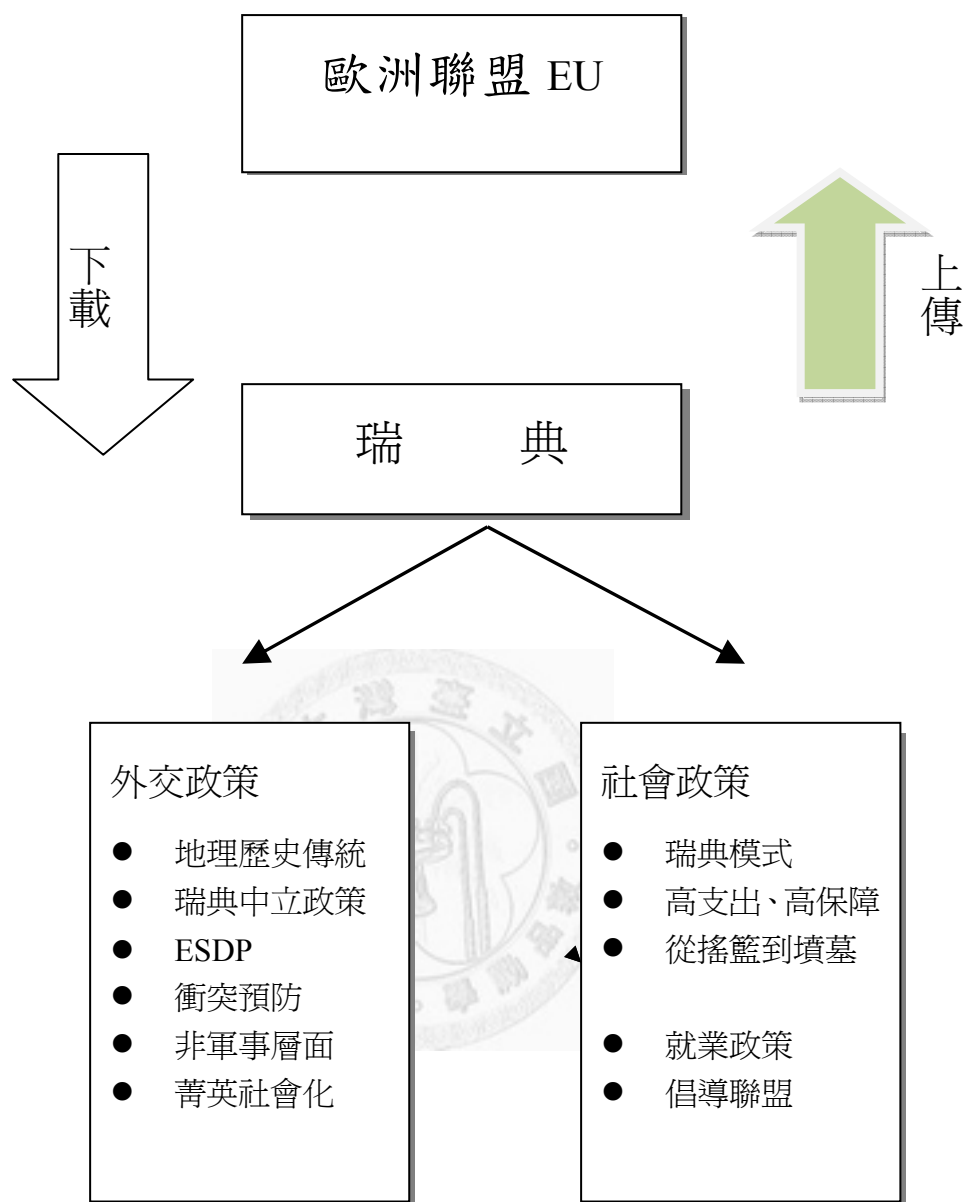 歐洲聯盟 EU
下載
上傳
瑞 典
外交政策
● 地理歷史傳統
● 瑞典中立政策
● ESDP
● 衝突預防
● 非軍事層面
● 菁英社會化
社會政策
● 瑞典模式
● 高支出、高保障
● 從搖籃到墳墓
● 就業政策
● 倡導聯盟